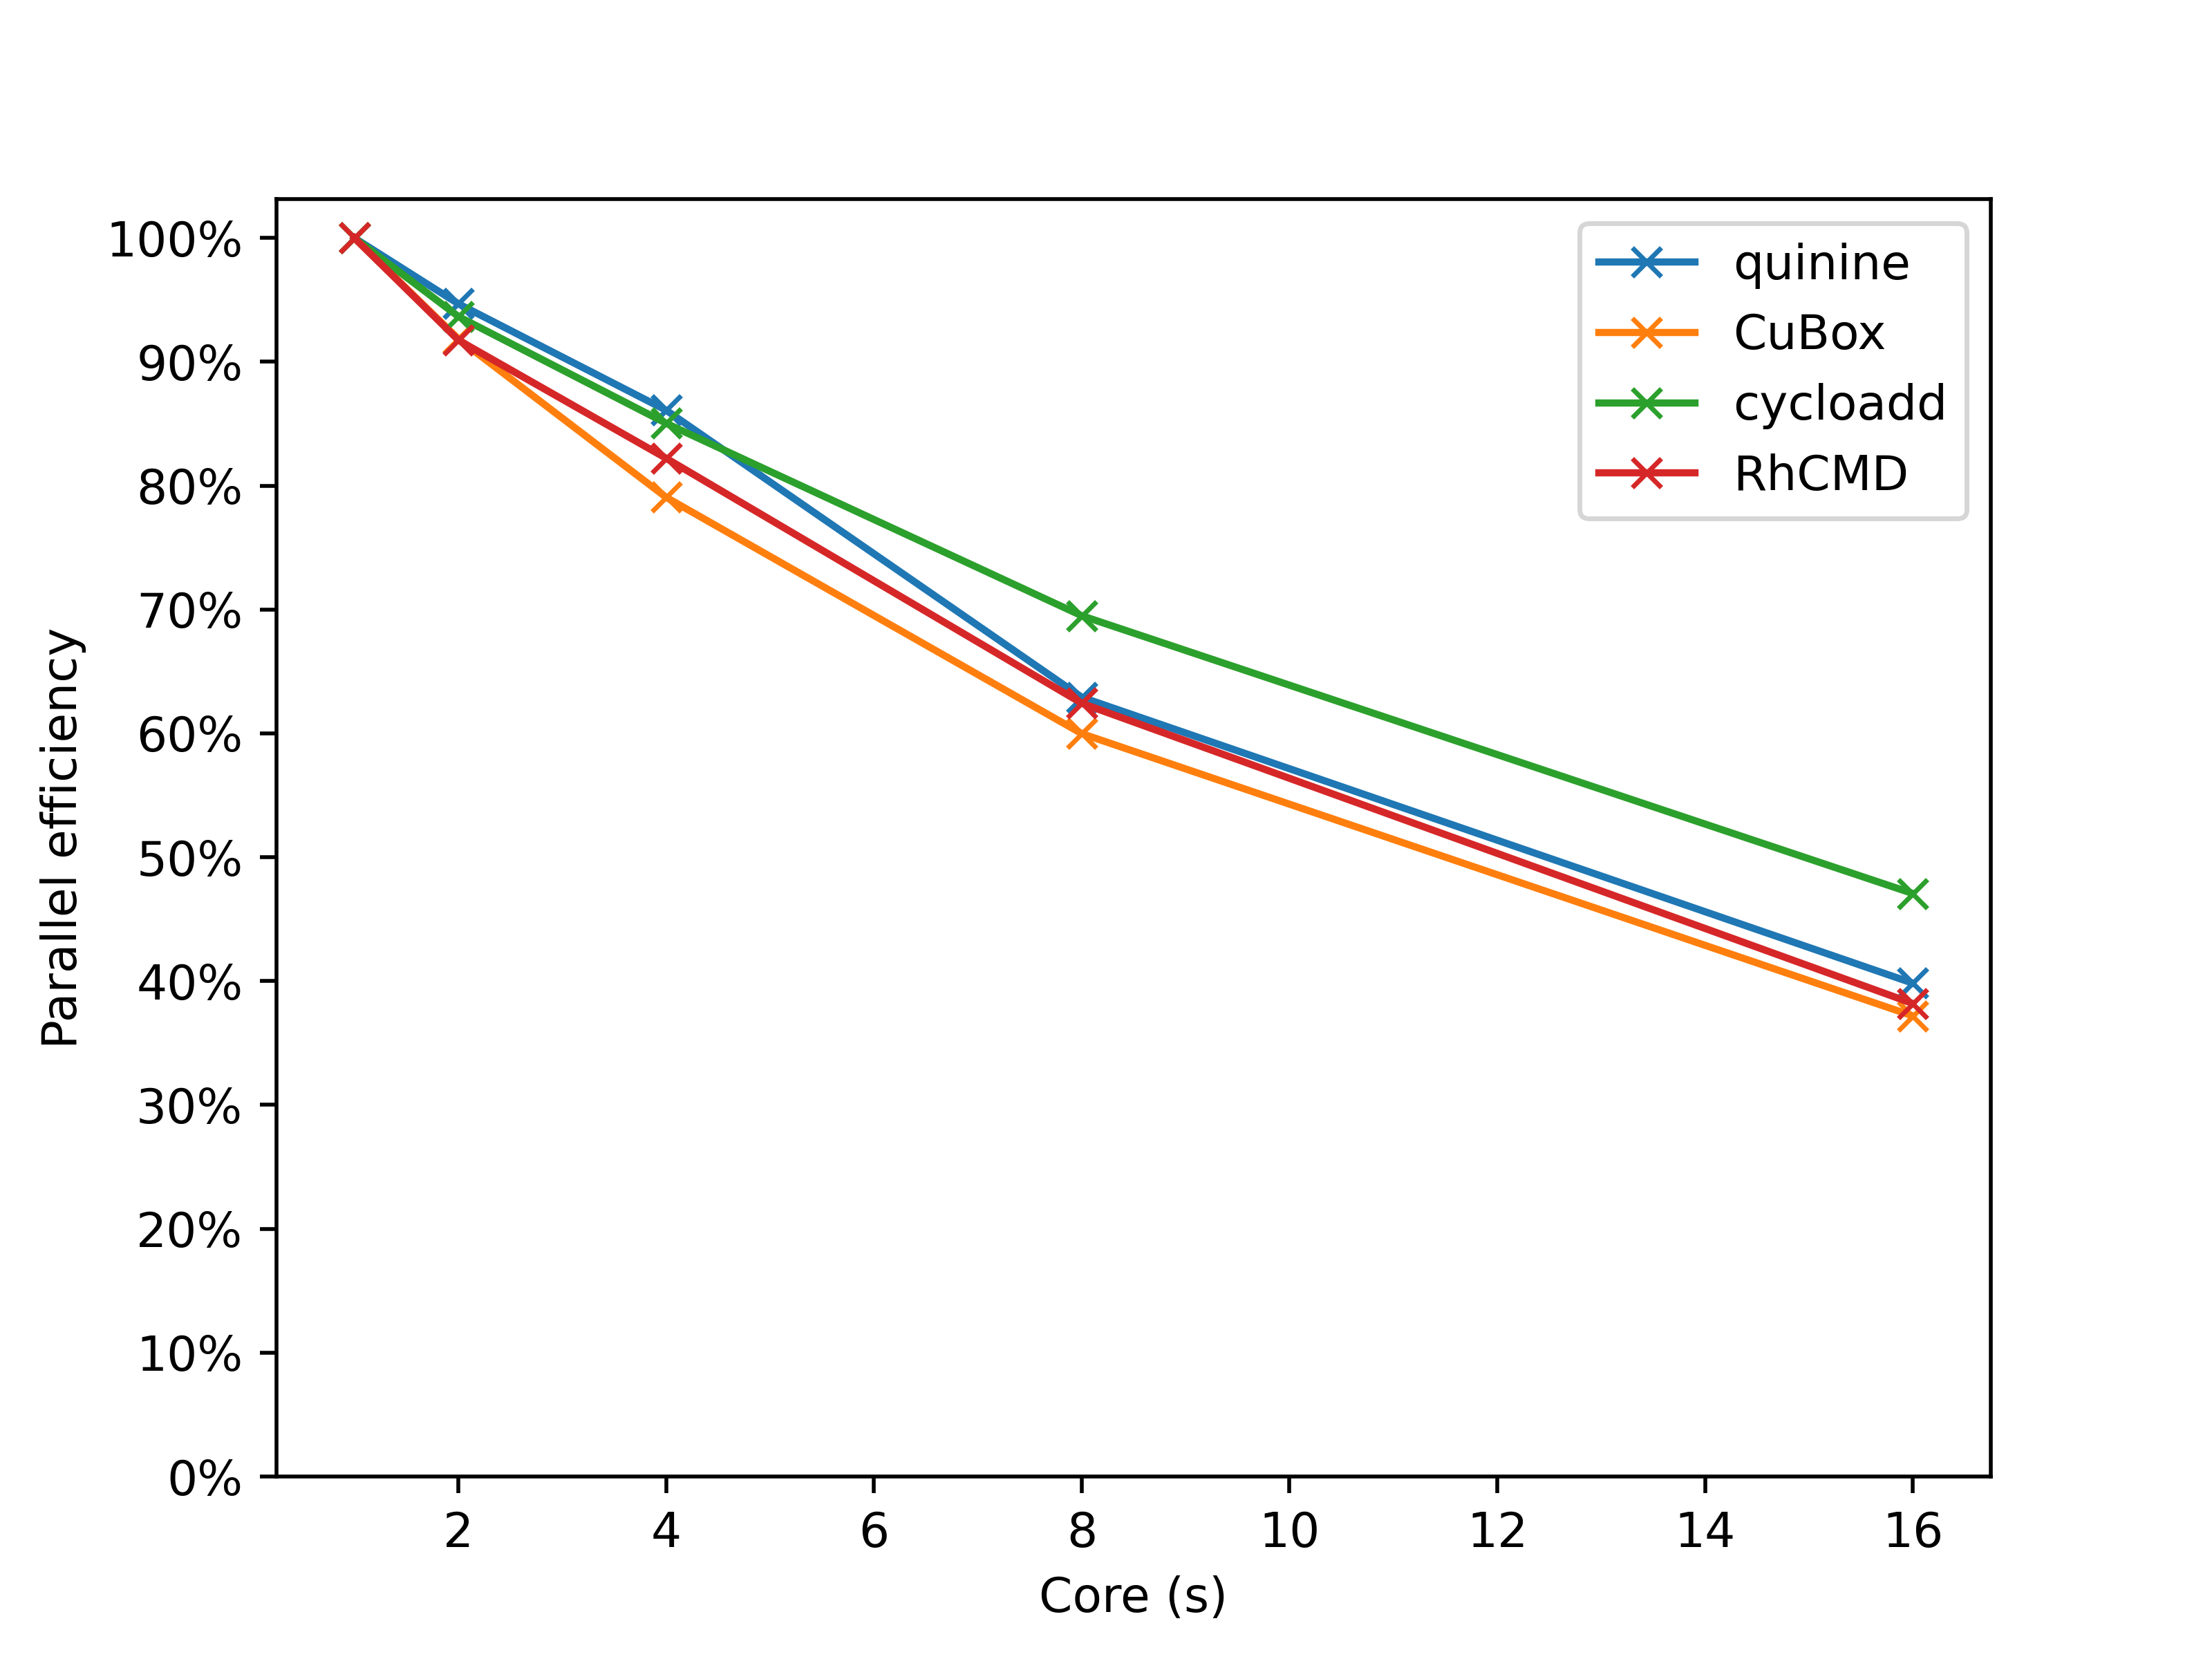 100%
90%
80%
70%
60%
50%
40%
30%
20%
10%
0%
Parallel efficiency
2 4 6 8 10 12 14 16
Core (s)
quinine
CuBox
cycloadd
RhCMD